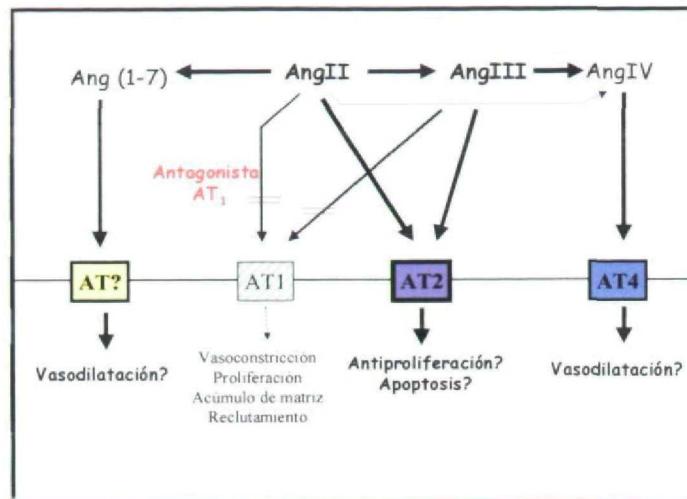 Ang (1-7) AngII AngIII AngIV
Antagonista
AT1
AT? AT1 AT2 AT4
Vasodilatación?
Vasoconstricción
Proliferación
Acúmulo de matriz
Reclutamiento
Antiproliferación?
Apoptosis?
Vasodilatación?